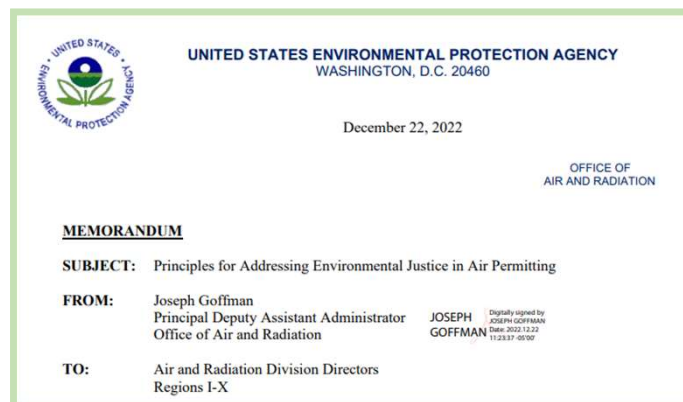 UNITED STATES
ENVIRONMENTAL PROTECTION AGENCY
UNITED STATES ENVIRONMENTAL PROTECTION AGENCY
WASHINGTON, D.C. 20460
December 22, 2022
OFFICE OF
AIR AND RADIATION
MEMORANDUM
SUBJECT: Principles for Addressing Environmental Justice in Air Permitting
FROM: Joseph Goffman
Principal Deputy Assistant Administrator
Office of Air and Radiation
JOSEPH
GOFFMAN
Digitally signed by
JOSEPH GOFFMAN
Date: 2022.12.22
11:23:37 -05'00'
TO: Air and Radiation Division Directors
Regions I-X